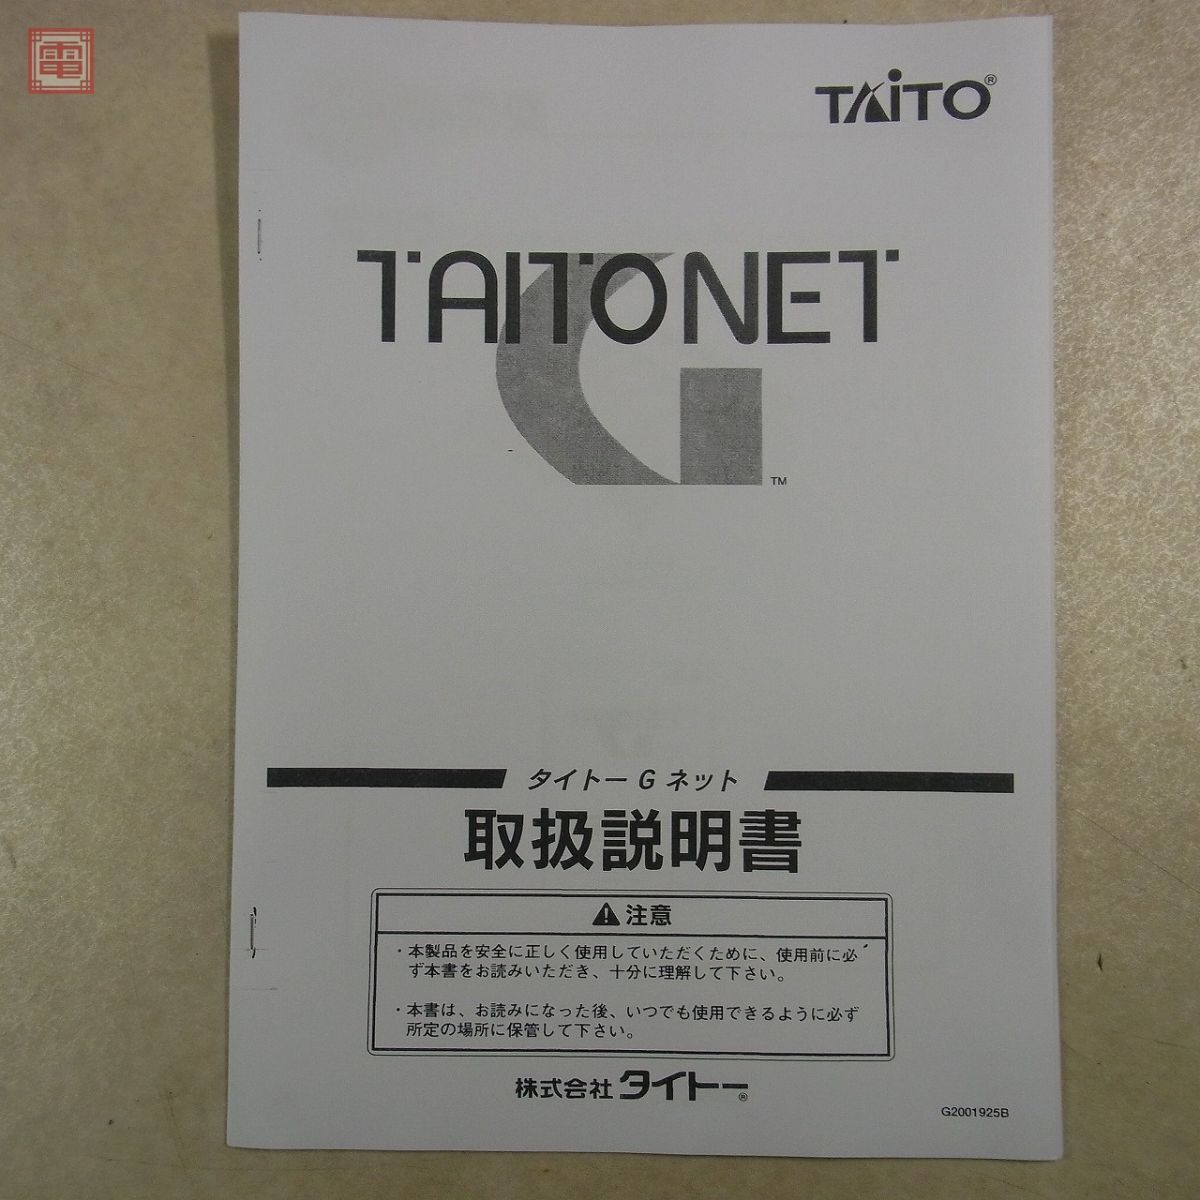 電
TAITO®
TAITO NET
G
TM
タイトー G ネット
取扱説明書
注意
・本製品を安全に正しく使用していただくために、使用前に必
ず本書をお読みいただき、十分に理解して下さい。
・本書は、お読みになった後、いつでも使用できるように必ず
所定の場所に保管して下さい。
株式会社 タイトー®
G2001925B